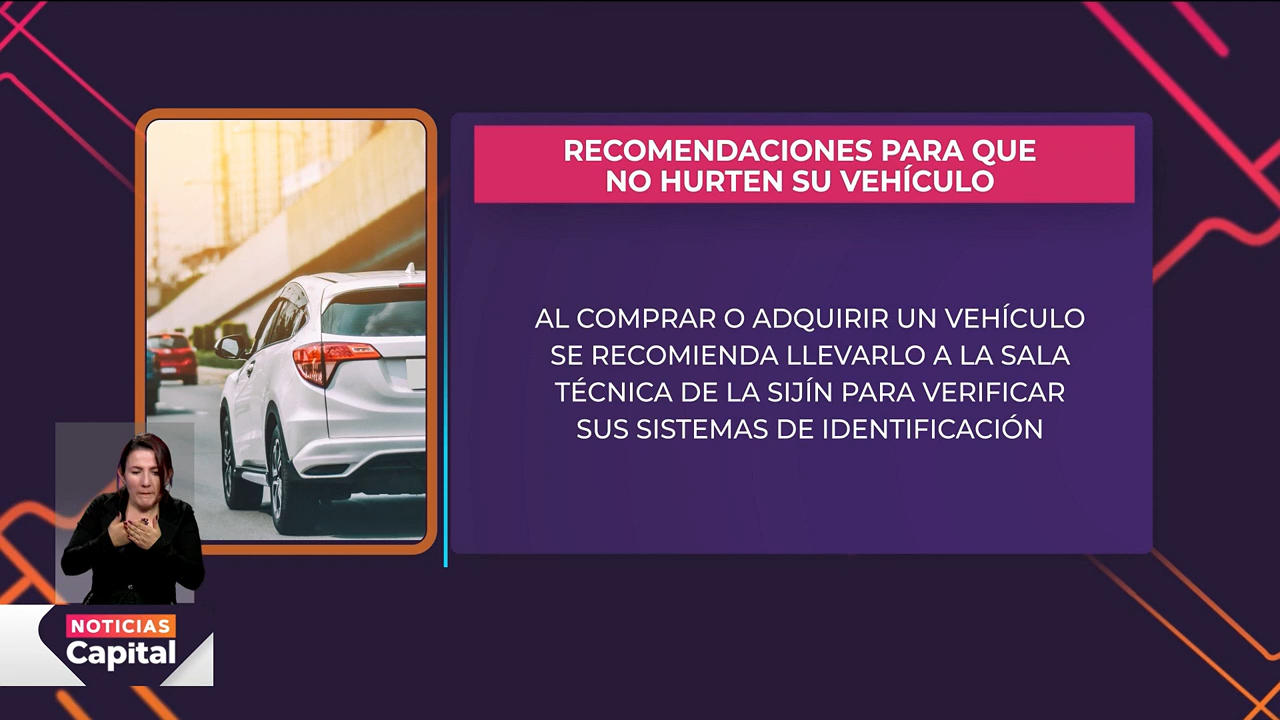 RECOMENDACIONES PARA QUE
NO HURTEN SU VEHÍCULO
AL COMPRAR O ADQUIRIR UN VEHÍCULO
SE RECOMIENDA LLEVARLO A LA SALA
TÉCNICA DE LA SIJÍN PARA VERIFICAR
SUS SISTEMAS DE IDENTIFICACIÓN
NOTICIAS
Capital